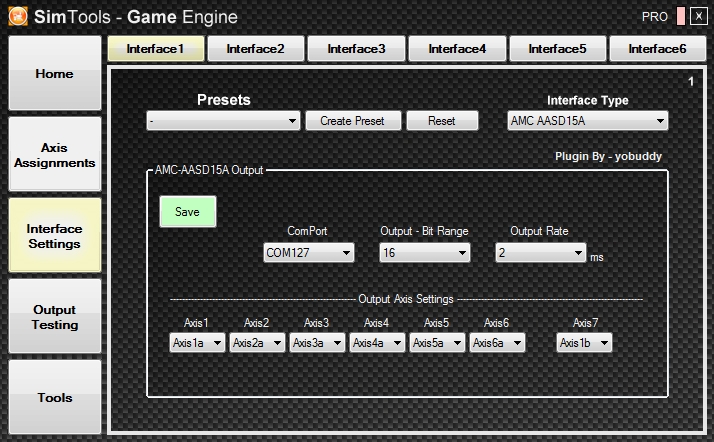 SimTools - Game Engine
PRO
X
Home
Axis
Assignments
Interface
Settings
Output
Testing
Tools
Interface1 Interface2 Interface3 Interface4 Interface5 Interface6
1
Presets
Interface Type
- Create Preset Reset AMC AASD15A
Plugin By - yobuddy
AMC-AASD15A Output
Save
ComPort Output - Bit Range Output Rate
COM127 16 2 ms
Output Axis Settings
Axis1 Axis2 Axis3 Axis4 Axis5 Axis6 Axis7
Axis1a Axis2a Axis3a Axis4a Axis5a Axis6a Axis1b